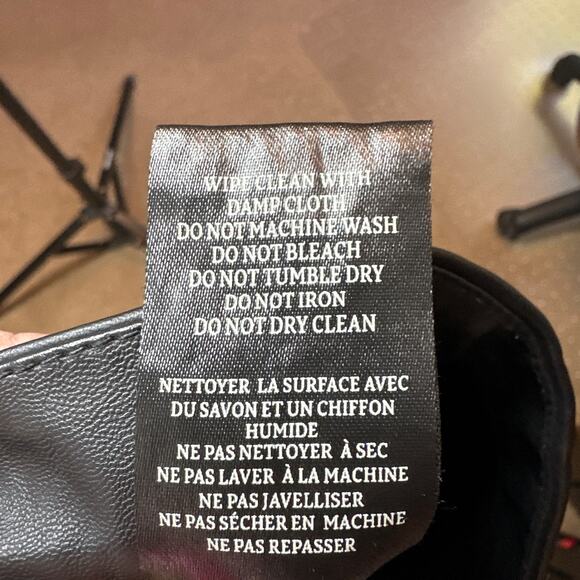 WIPE CLEAN WITH
DAMP CLOTH
DO NOT MACHINE WASH
DO NOT BLEACH
DO NOT TUMBLE DRY
DO NOT IRON
DO NOT DRY CLEAN
NETTOYER LA SURFACE AVEC
DU SAVON ET UN CHIFFON
HUMIDE
NE PAS NETTOYER À SEC
NE PAS LAVER À LA MACHINE
NE PAS JAVELLISER
NE PAS SÉCHER EN MACHINE
NE PAS REPASSER